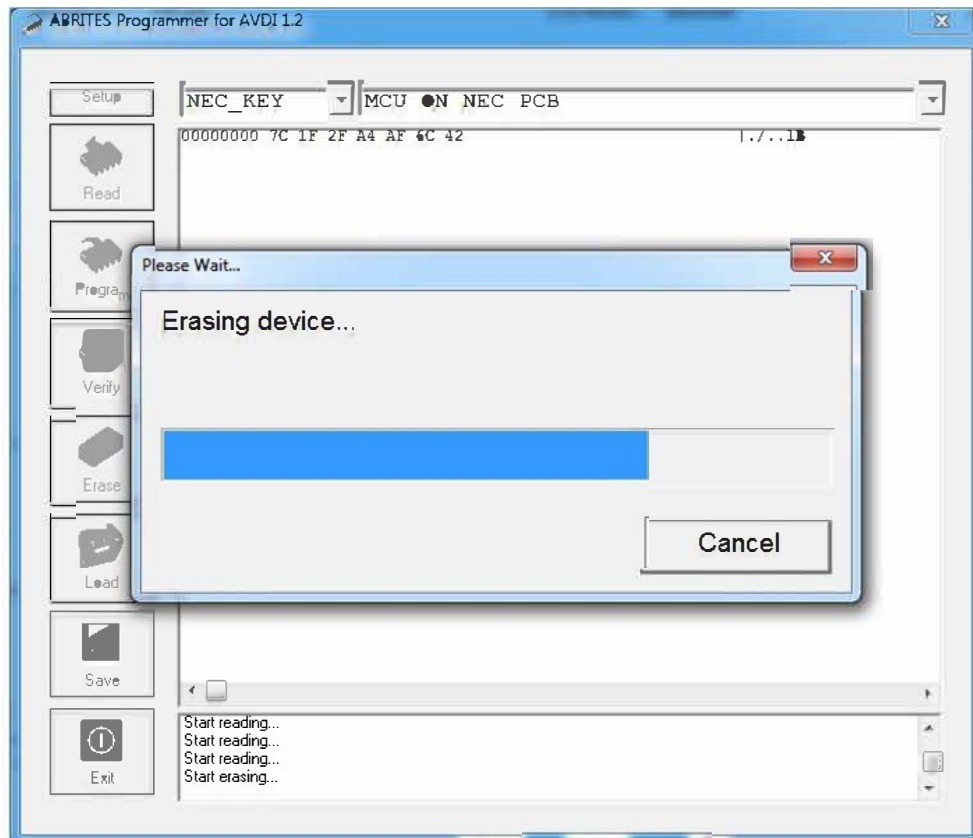 ABRITES Programmer for AVDI 1.2
Setup
NEC_KEY MCU ON NEC PCB
00000000 7C 1F 2F A4 AF 6C 42 |./..lB
Read
Program
Please Wait...
Erasing device...
Verify
Erase
Cancel
Load
Save
Start reading...
Start reading...
Start reading...
Start erasing...
Exit